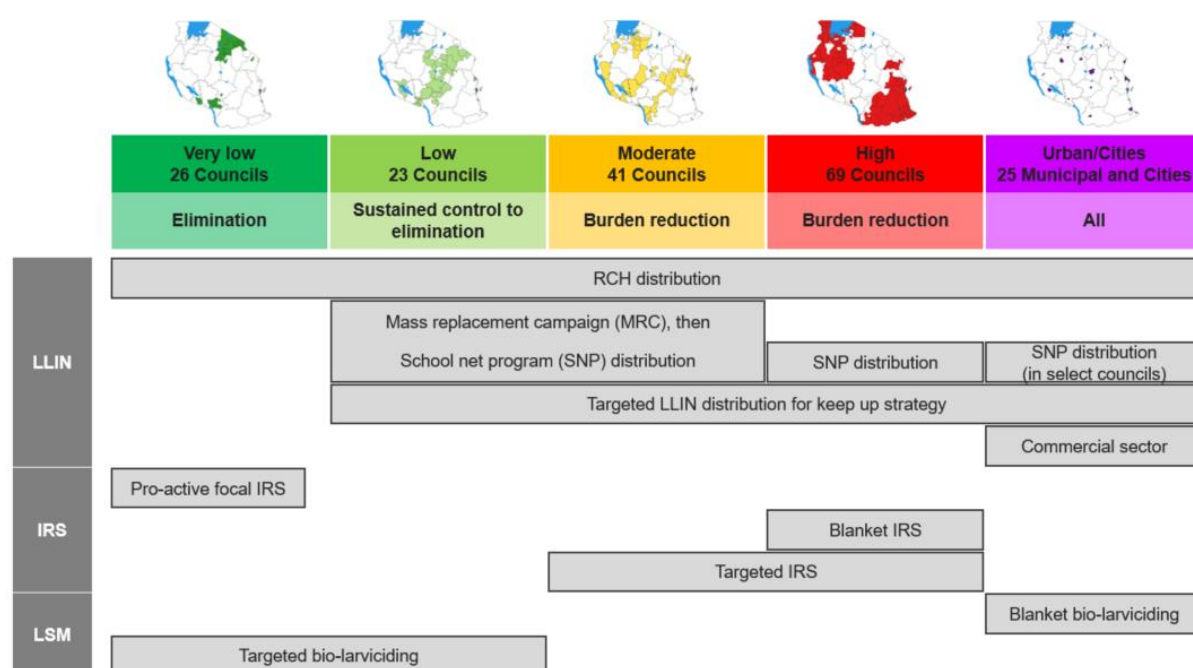 Very low
26 Councils
Low
23 Councils
Moderate
41 Councils
High
69 Councils
Urban/Cities
25 Municipal and Cities
Elimination
Sustained control to
elimination
Burden reduction
Burden reduction
All
LLIN
RCH distribution
Mass replacement campaign (MRC), then
School net program (SNP) distribution
SNP distribution
SNP distribution
(in select councils)
Targeted LLIN distribution for keep up strategy
Commercial sector
IRS
Pro-active focal IRS
Blanket IRS
Targeted IRS
LSM
Blanket bio-larviciding
Targeted bio-larviciding